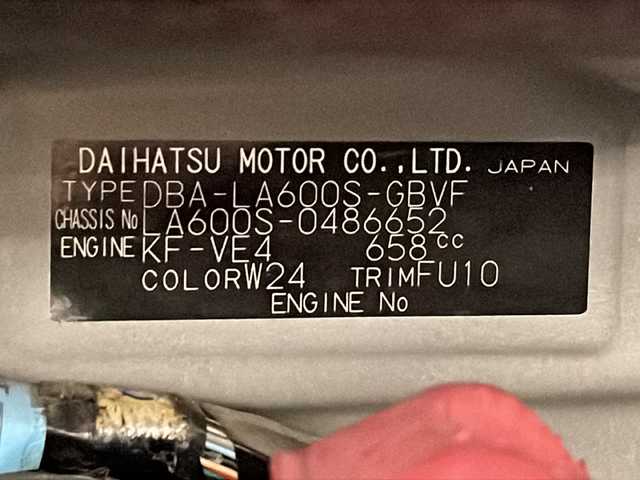 DAIHATSU MOTOR CO.,LTD. JAPAN
TYPE DBA-LA600S-GBVF
CHASSIS No LA600S-0486652
ENGINE KF-VE4 658cc
COLOR W24 TRIM FU10
ENGINE No